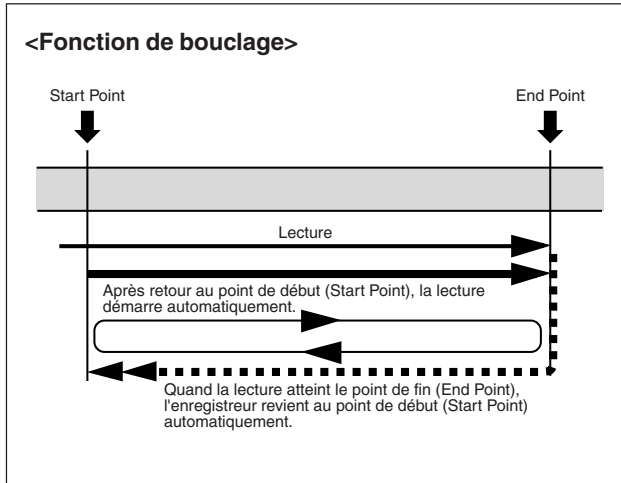 <Fonction de bouclage>
Start Point
End Point
Lecture
Après retour au point de début (Start Point), la lecture
démarre automatiquement.
Quand la lecture atteint le point de fin (End Point),
l'enregistreur revient au point de début (Start Point)
automatiquement.